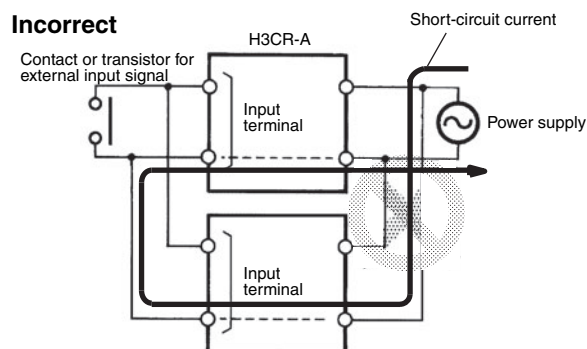 Incorrect
Short-circuit current
H3CR-A
Contact or transistor for
external input signal
Input
terminal
Power supply
Input
terminal